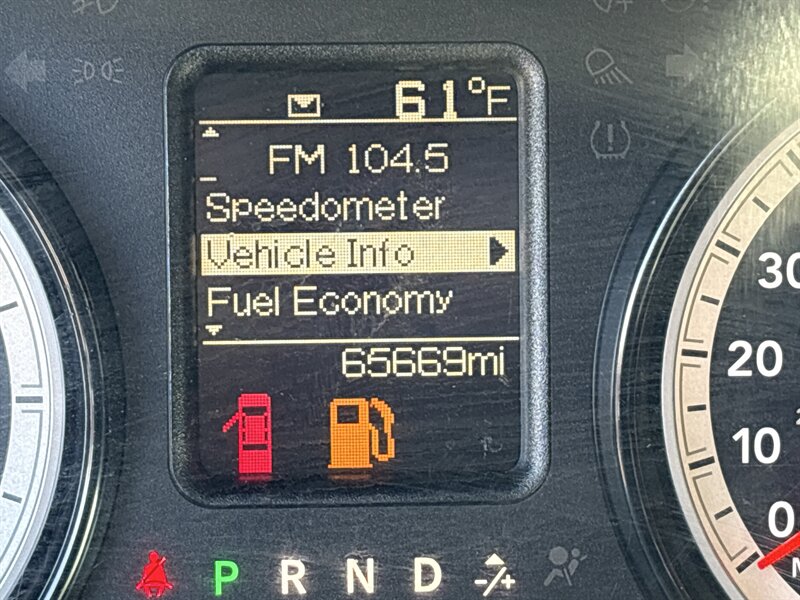 61°F
FM 104.5
Speedometer
Vehicle Info
Fuel Economy
65669mi
30
20
10
0
P R N D -/+